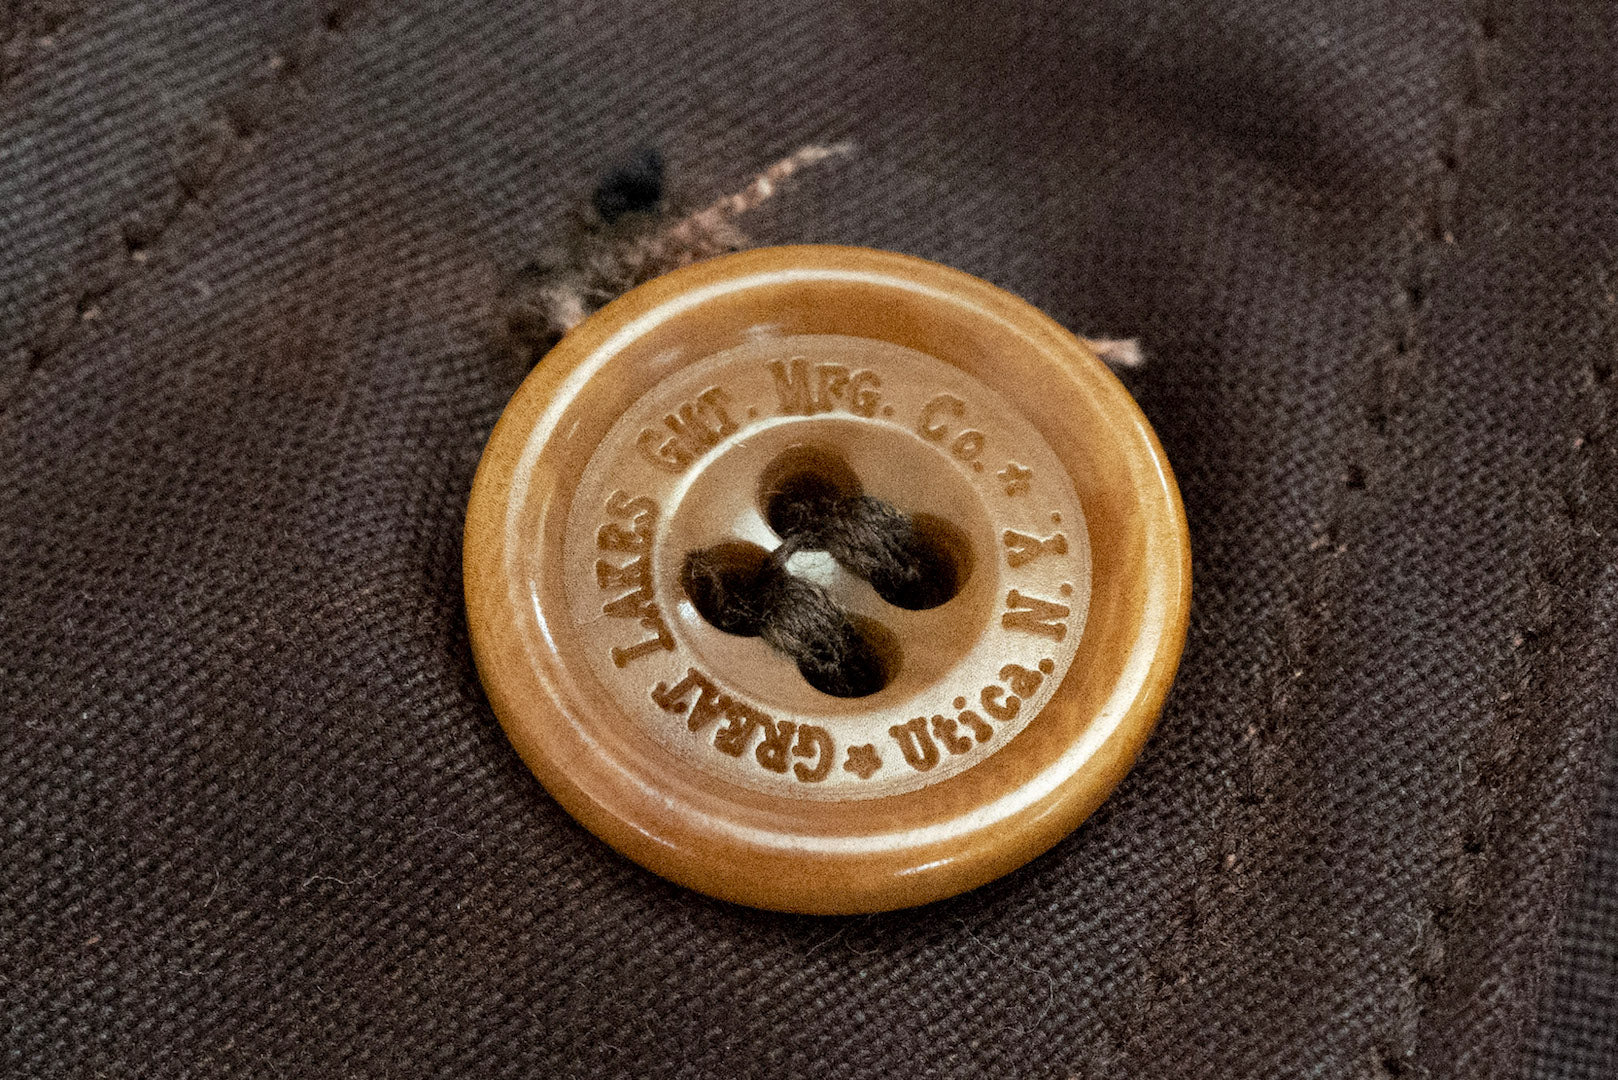 GREAT LAKES GMT. MFG. Co. ★ Utica, N.Y. ★